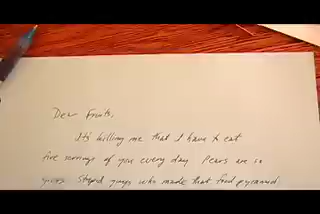 Dear Fruits,
It's killing me that I have to eat
five servings of you every day. Pears are so
gross. Stupid guys who made that food pyramid